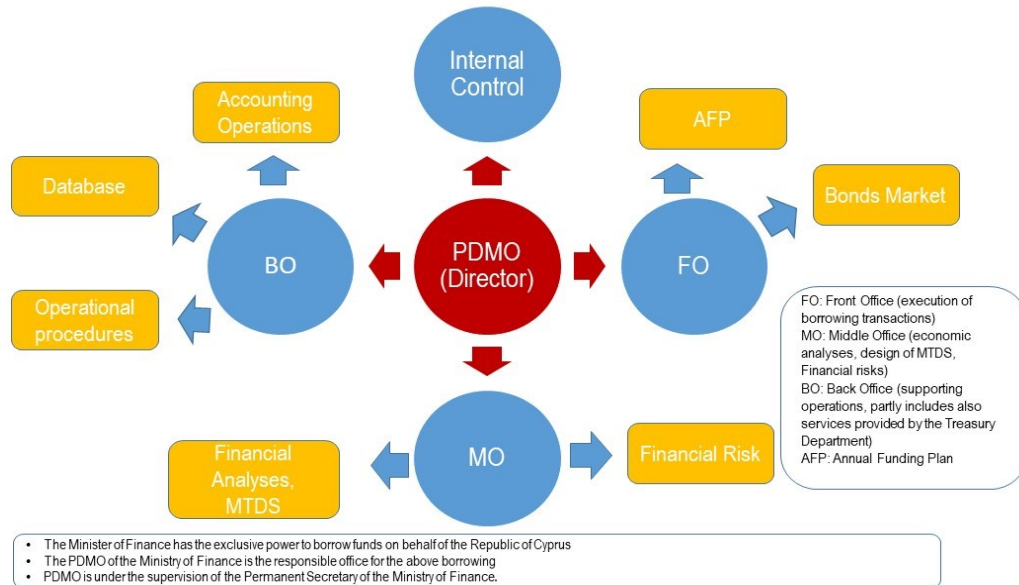 Internal
Control
Accounting
Operations
AFP
Database
Bonds Market
BO
PDMO
(Director)
FO
Operational
procedures
FO: Front Office (execution of
borrowing transactions)
MO: Middle Office (economic
analyses, design of MTDS,
Financial risks)
BO: Back Office (supporting
operations, partly includes also
services provided by the Treasury
Department)
AFP: Annual Funding Plan
Financial
Analyses,
MTDS
MO
Financial Risk
• The Minister of Finance has the exclusive power to borrow funds on behalf of the Republic of Cyprus
• The PDMO of the Ministry of Finance is the responsible office for the above borrowing
• PDMO is under the supervision of the Permanent Secretary of the Ministry of Finance.